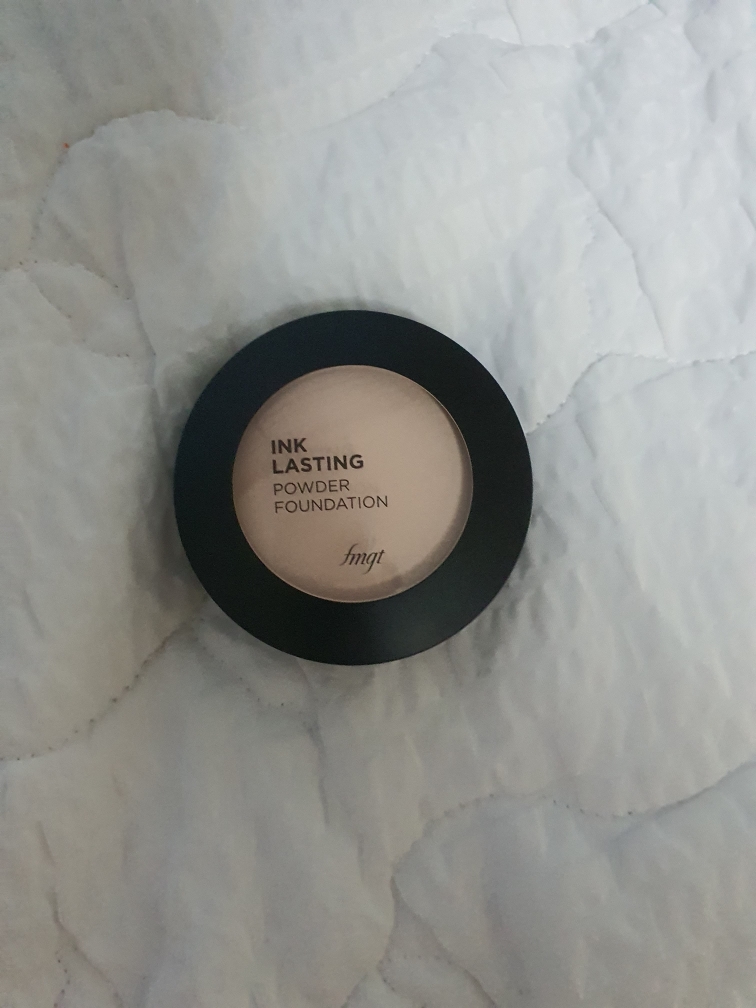 INK
LASTING
POWDER
FOUNDATION
fmgt